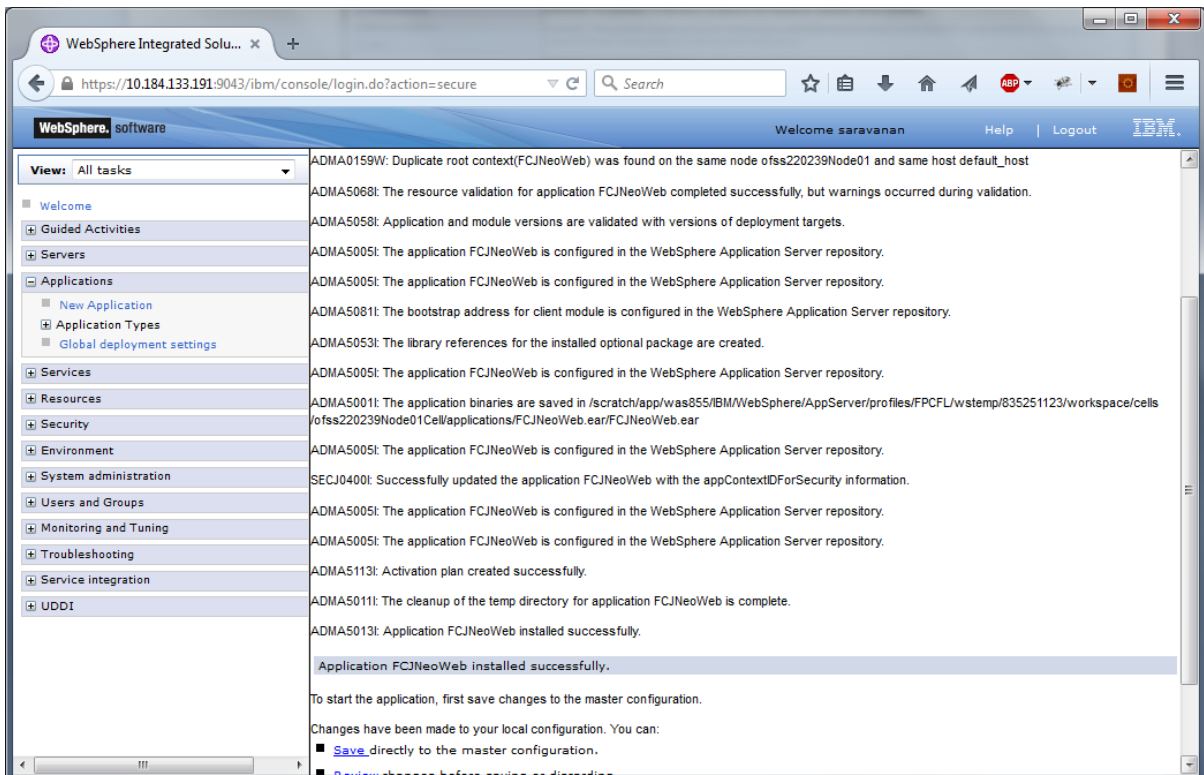 WebSphere Integrated Solu...
https://10.184.133.191:9043/ibm/console/login.do?action=secure
Search
ABP
WebSphere. software
Welcome saravanan
Help | Logout
IBM.
View: All tasks
Welcome
Guided Activities
Servers
Applications
New Application
Application Types
Global deployment settings
Services
Resources
Security
Environment
System administration
Users and Groups
Monitoring and Tuning
Troubleshooting
Service integration
UDDI
ADMA0159W: Duplicate root context(FCJNeoWeb) was found on the same node ofss220239Node01 and same host default_host
ADMA5068I: The resource validation for application FCJNeoWeb completed successfully, but warnings occurred during validation.
ADMA5058I: Application and module versions are validated with versions of deployment targets.
ADMA5005I: The application FCJNeoWeb is configured in the WebSphere Application Server repository.
ADMA5005I: The application FCJNeoWeb is configured in the WebSphere Application Server repository.
ADMA5081I: The bootstrap address for client module is configured in the WebSphere Application Server repository.
ADMA5053I: The library references for the installed optional package are created.
ADMA5005I: The application FCJNeoWeb is configured in the WebSphere Application Server repository.
ADMA5001I: The application binaries are saved in /scratch/app/was855/IBM/WebSphere/AppServer/profiles/FPCFL/wstemp/835251123/workspace/cells
/ofss220239Node01Cell/applications/FCJNeoWeb.ear/FCJNeoWeb.ear
ADMA5005I: The application FCJNeoWeb is configured in the WebSphere Application Server repository.
SECJ0400I: Successfully updated the application FCJNeoWeb with the appContextIDForSecurity information.
ADMA5005I: The application FCJNeoWeb is configured in the WebSphere Application Server repository.
ADMA5005I: The application FCJNeoWeb is configured in the WebSphere Application Server repository.
ADMA5113I: Activation plan created successfully.
ADMA5011I: The cleanup of the temp directory for application FCJNeoWeb is complete.
ADMA5013I: Application FCJNeoWeb installed successfully.
Application FCJNeoWeb installed successfully.
To start the application, first save changes to the master configuration.
Changes have been made to your local configuration. You can:
Save directly to the master configuration.
Review changes before saving or discarding.